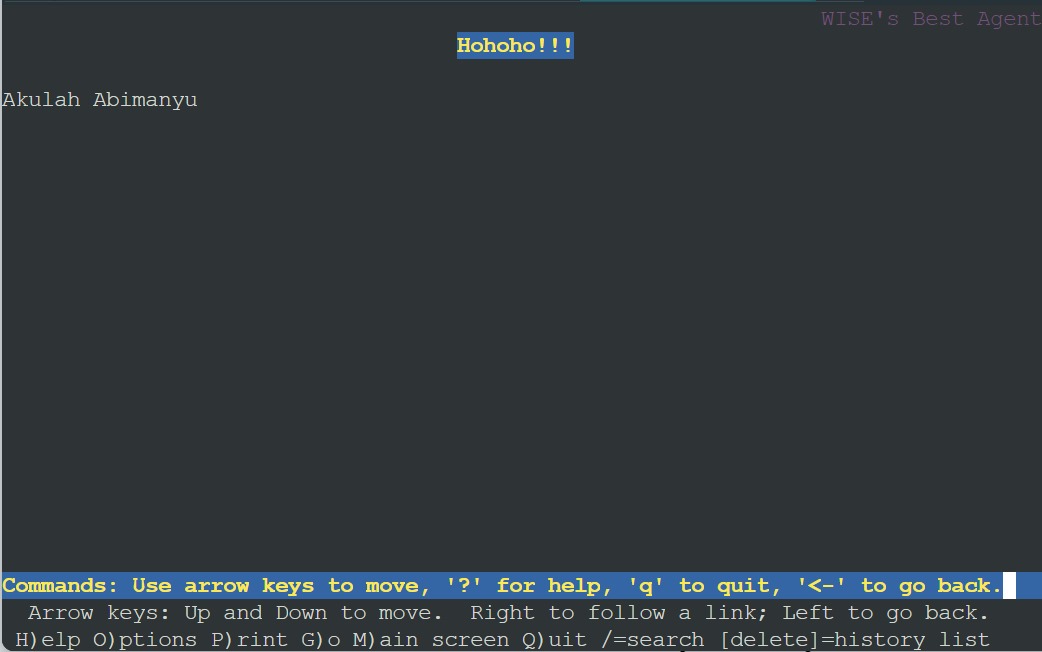 WISE's Best Agent
Hohoho!!!
Akulah Abimanyu
Commands: Use arrow keys to move, '?' for help, 'q' to quit, '<-' to go back.
Arrow keys: Up and Down to move.  Right to follow a link; Left to go back.
H)elp O)ptions P)rint G)o M)ain screen Q)uit /=search [delete]=history list